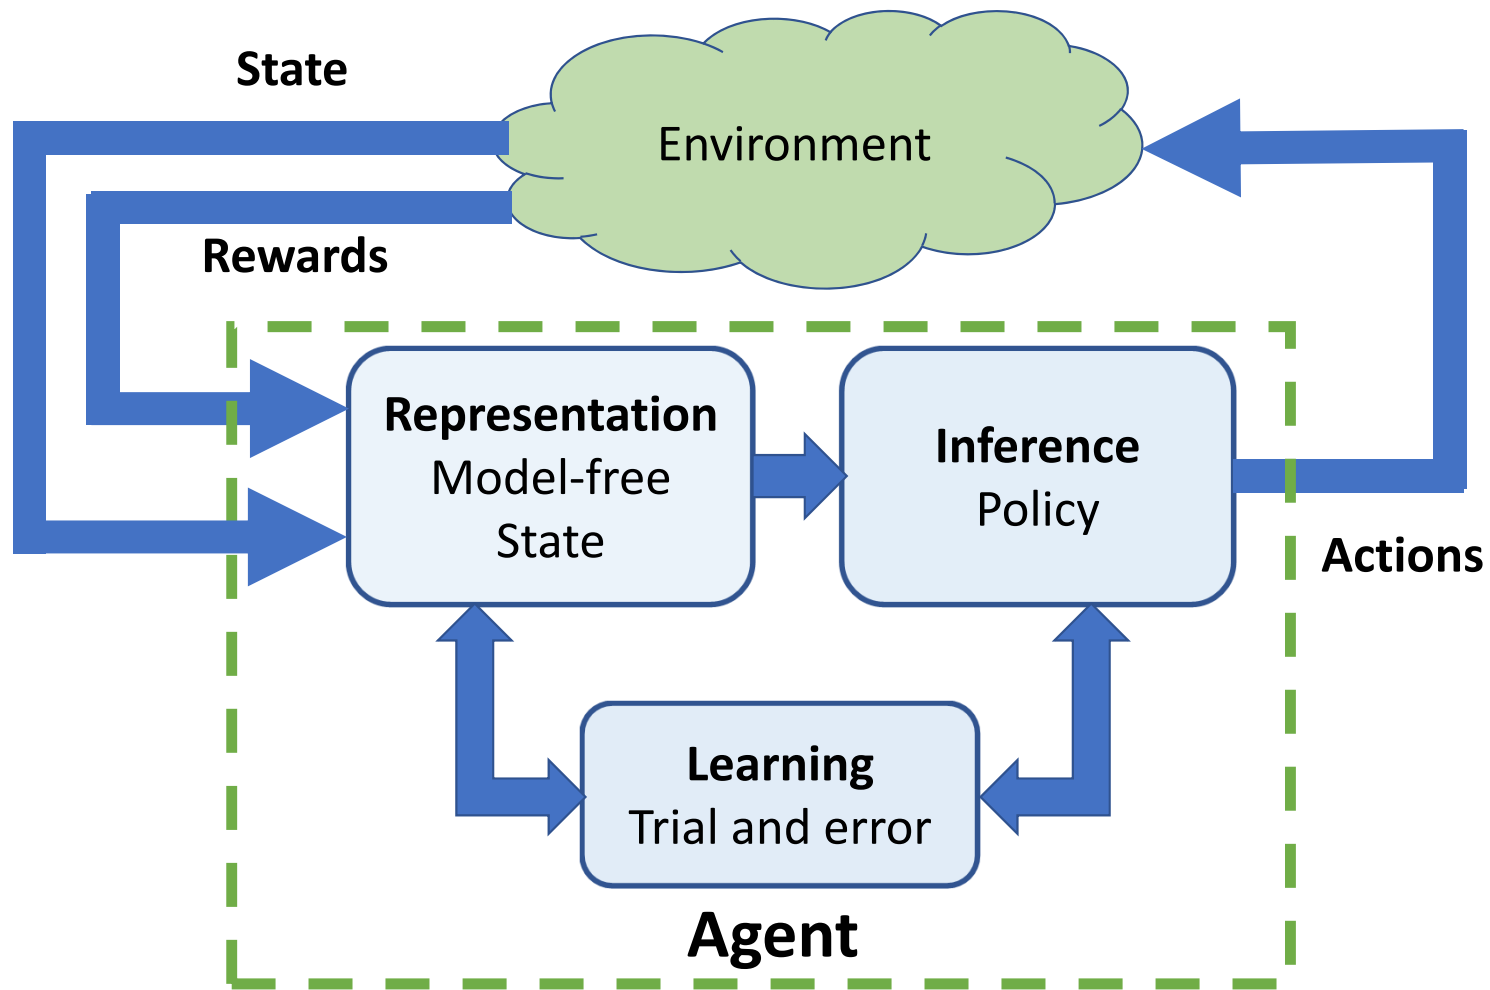 State
Environment
Rewards
Representation
Model-free
State
Inference
Policy
Actions
Learning
Trial and error
Agent